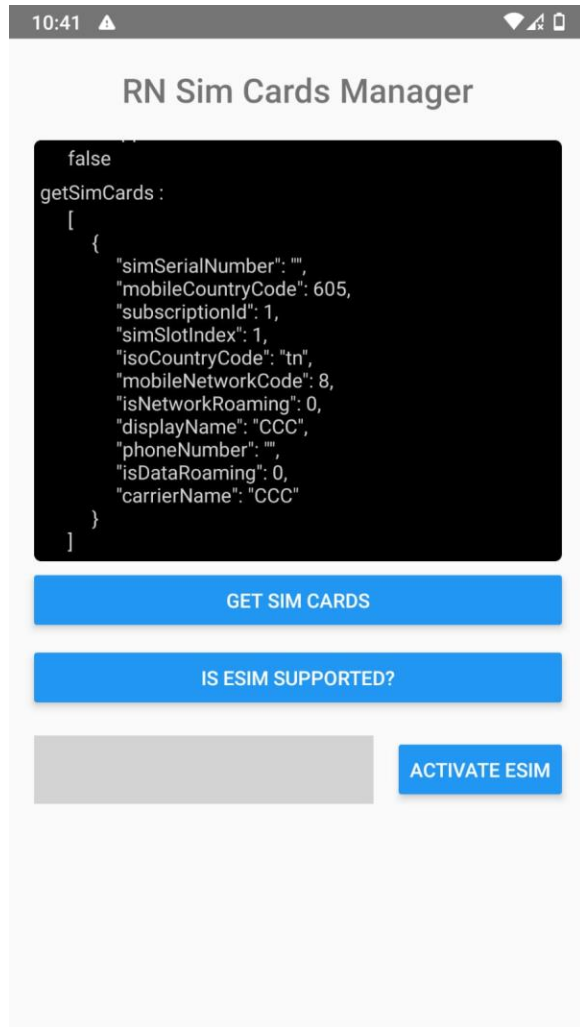 10:41
RN Sim Cards Manager
false
getSimCards :
[
{
"simSerialNumber": "",
"mobileCountryCode": 605,
"subscriptionId": 1,
"simSlotIndex": 1,
"isoCountryCode": "tn",
"mobileNetworkCode": 8,
"isNetworkRoaming": 0,
"displayName": "CCC",
"phoneNumber": "",
"isDataRoaming": 0,
"carrierName": "CCC"
}
]
GET SIM CARDS
IS ESIM SUPPORTED?
ACTIVATE ESIM